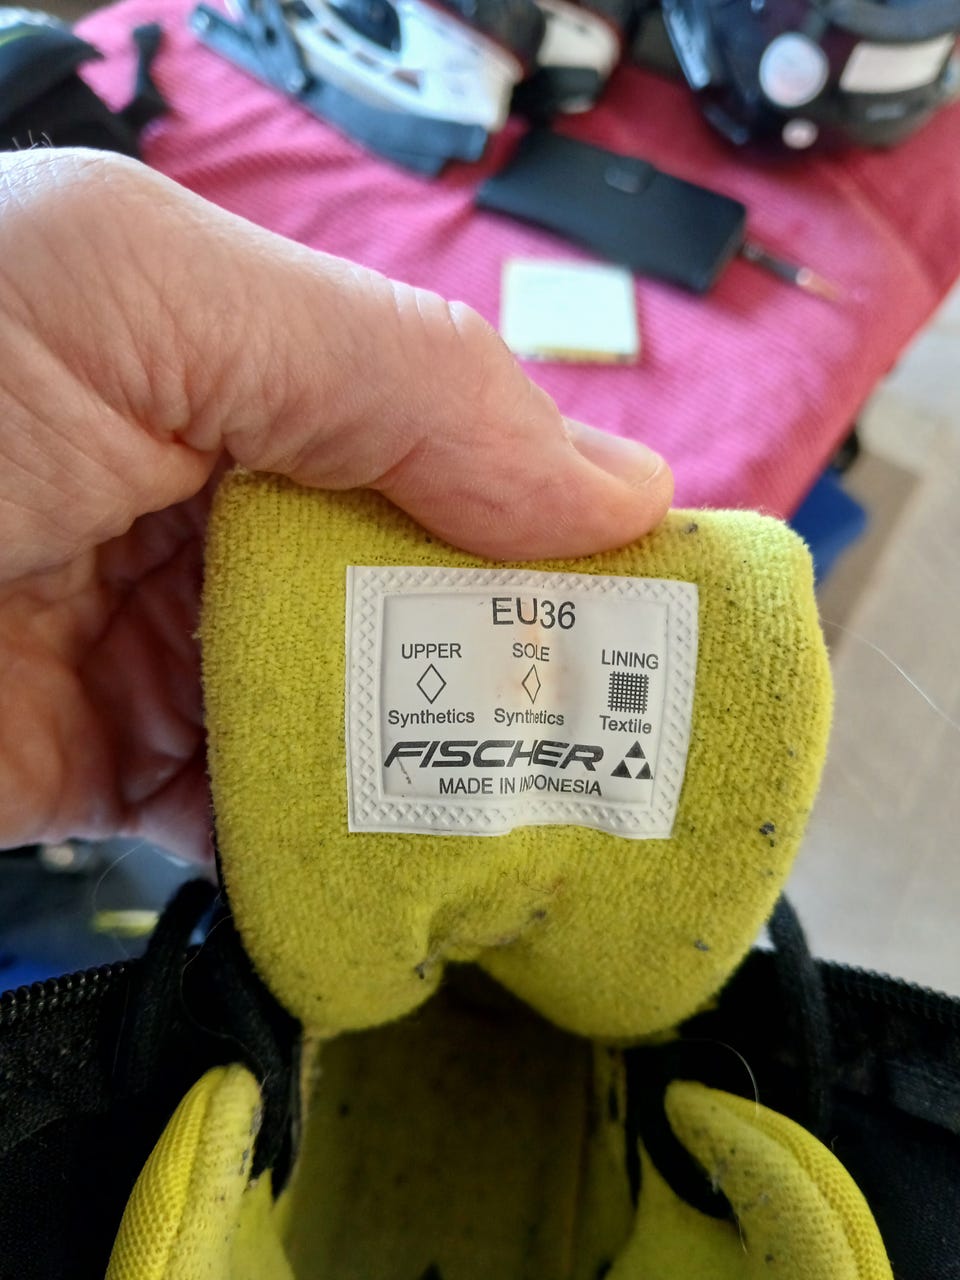 EU36
UPPER SOLE LINING
Synthetics Synthetics Textile
FISCHER
MADE IN INDONESIA